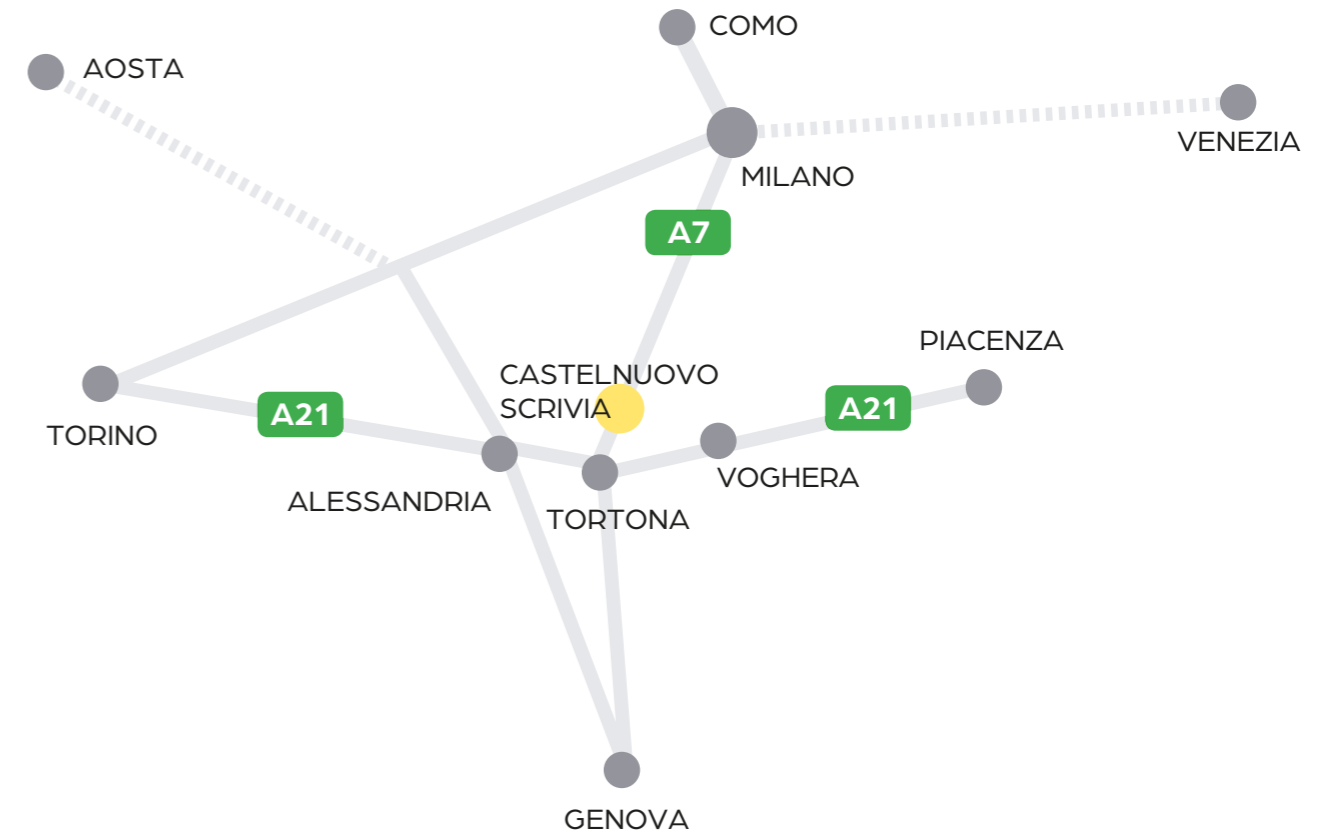 COMO
AOSTA
VENEZIA
MILANO
A7
PIACENZA
CASTELNUOVO
SCRIVIA
A21
A21
TORINO
VOGHERA
ALESSANDRIA
TORTONA
GENOVA